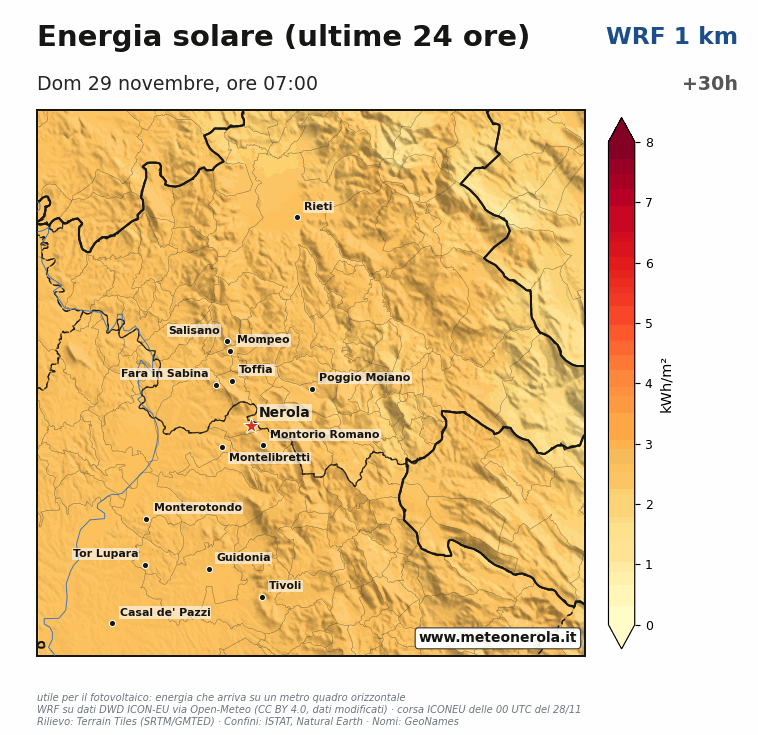 Energia solare (ultime 24 ore)
WRF 1 km
Dom 29 novembre, ore 07:00
+30h
Rieti
Salisano
Mompeo
Toffia
Fara in Sabina
Poggio Moiano
Nerola
Montorio Romano
Montelibretti
Monterotondo
Tor Lupara
Guidonia
Tivoli
Casal de' Pazzi
www.meteonerola.it
8
7
6
5
4
3
2
1
0
kWh/m²
utile per il fotovoltaico: energia che arriva su un metro quadro orizzontale
WRF su dati DWD ICON-EU via Open-Meteo (CC BY 4.0, dati modificati) · corsa ICONEU delle 00 UTC del 28/11
Rilievo: Terrain Tiles (SRTM/GMTED) · Confini: ISTAT, Natural Earth · Nomi: GeoNames